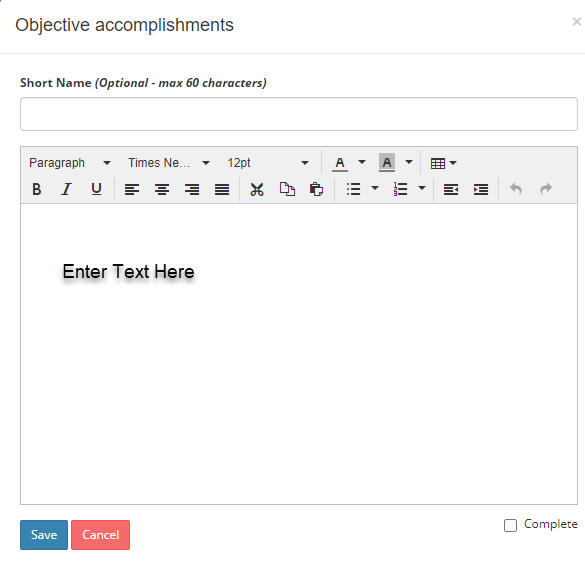 Objective accomplishments ×
Short Name (Optional - max 60 characters)
Paragraph Times Ne... 12pt A A
B I U
Enter Text Here
Save Cancel Complete